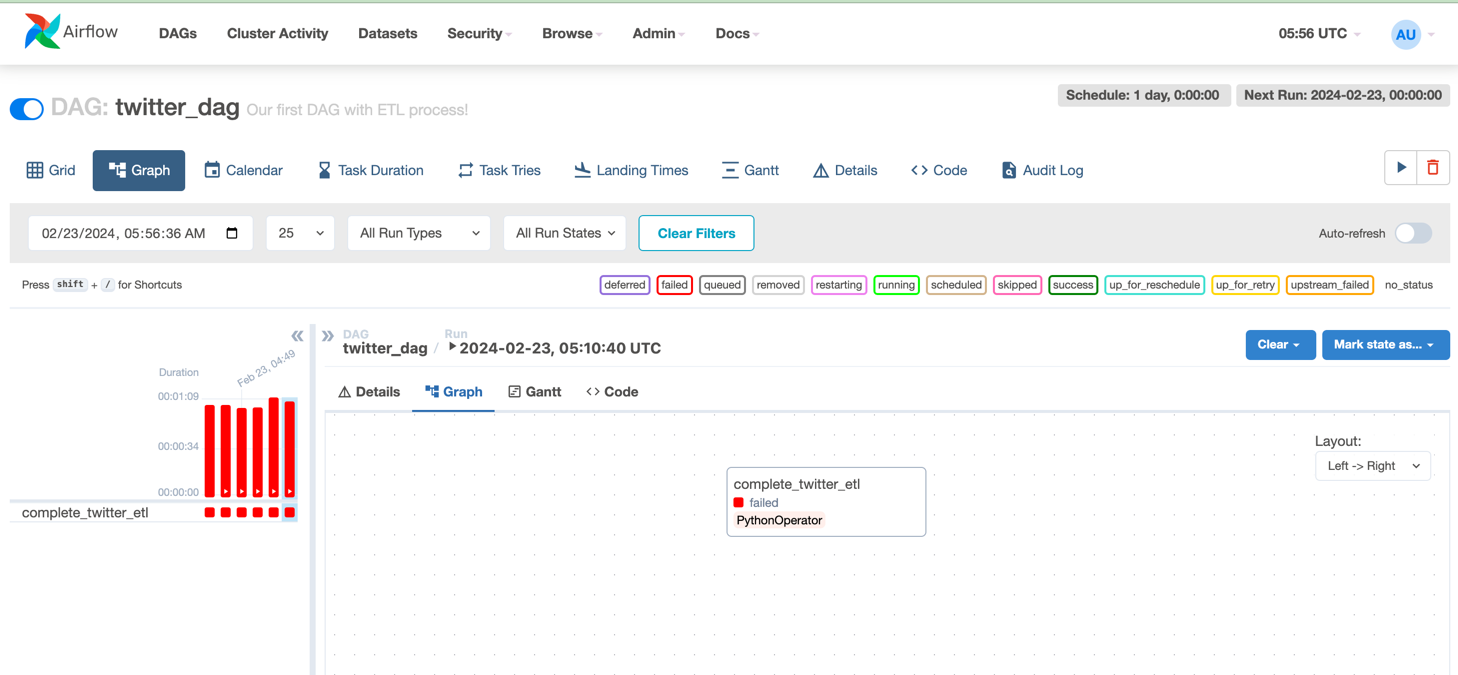 Airflow DAGs Cluster Activity Datasets Security Browse Admin Docs 05:56 UTC AU
DAG: twitter_dag Our first DAG with ETL process! Schedule: 1 day, 0:00:00 Next Run: 2024-02-23, 00:00:00
Grid Graph Calendar Task Duration Task Tries Landing Times Gantt Details Code Audit Log
02/23/2024, 05:56:36 AM 25 All Run Types All Run States Clear Filters Auto-refresh
Press shift + / for Shortcuts deferred failed queued removed restarting running scheduled skipped success up_for_reschedule up_for_retry upstream_failed no_status
Duration
Feb 23, 04:49
00:01:09
00:00:34
00:00:00
complete_twitter_etl
DAG Run
twitter_dag / 2024-02-23, 05:10:40 UTC Clear Mark state as...
Details Graph Gantt Code
Layout:
Left -> Right
complete_twitter_etl
failed
PythonOperator